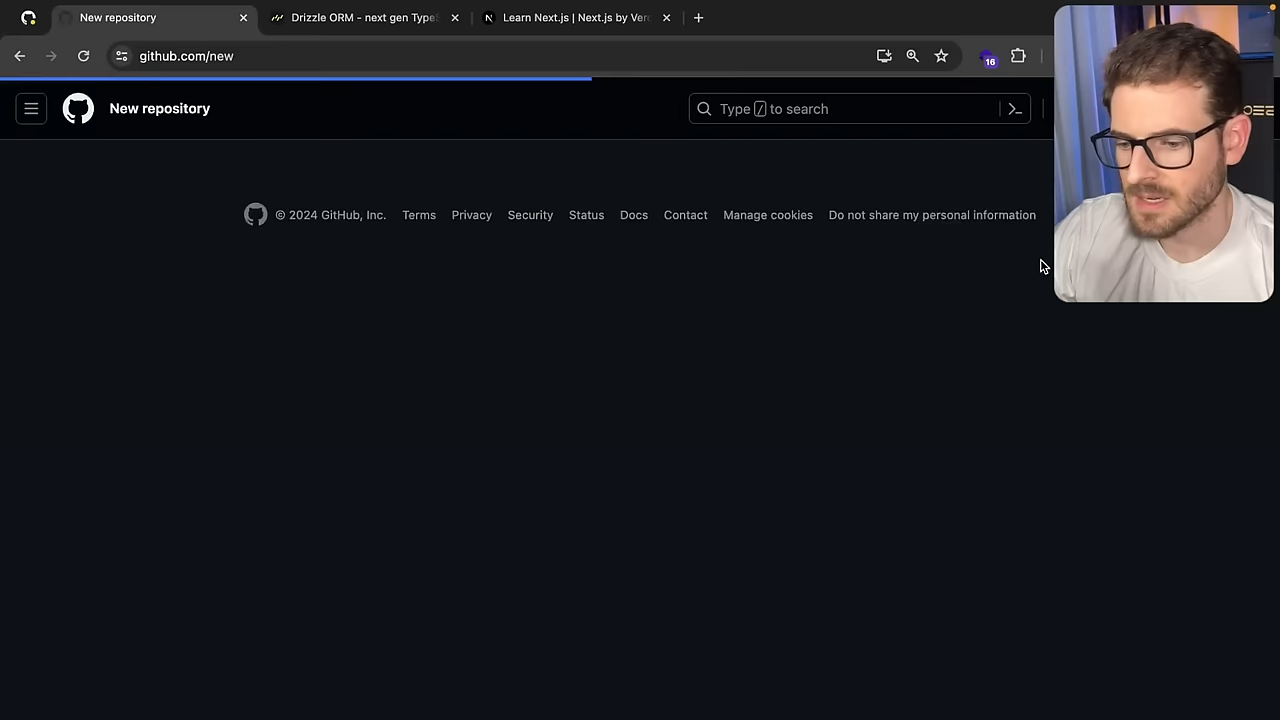 New repository
Drizzle ORM - next gen TypeS
Learn Next.js | Next.js by Ver
github.com/new
16
New repository
Type / to search
© 2024 GitHub, Inc.
Terms
Privacy
Security
Status
Docs
Contact
Manage cookies
Do not share my personal information